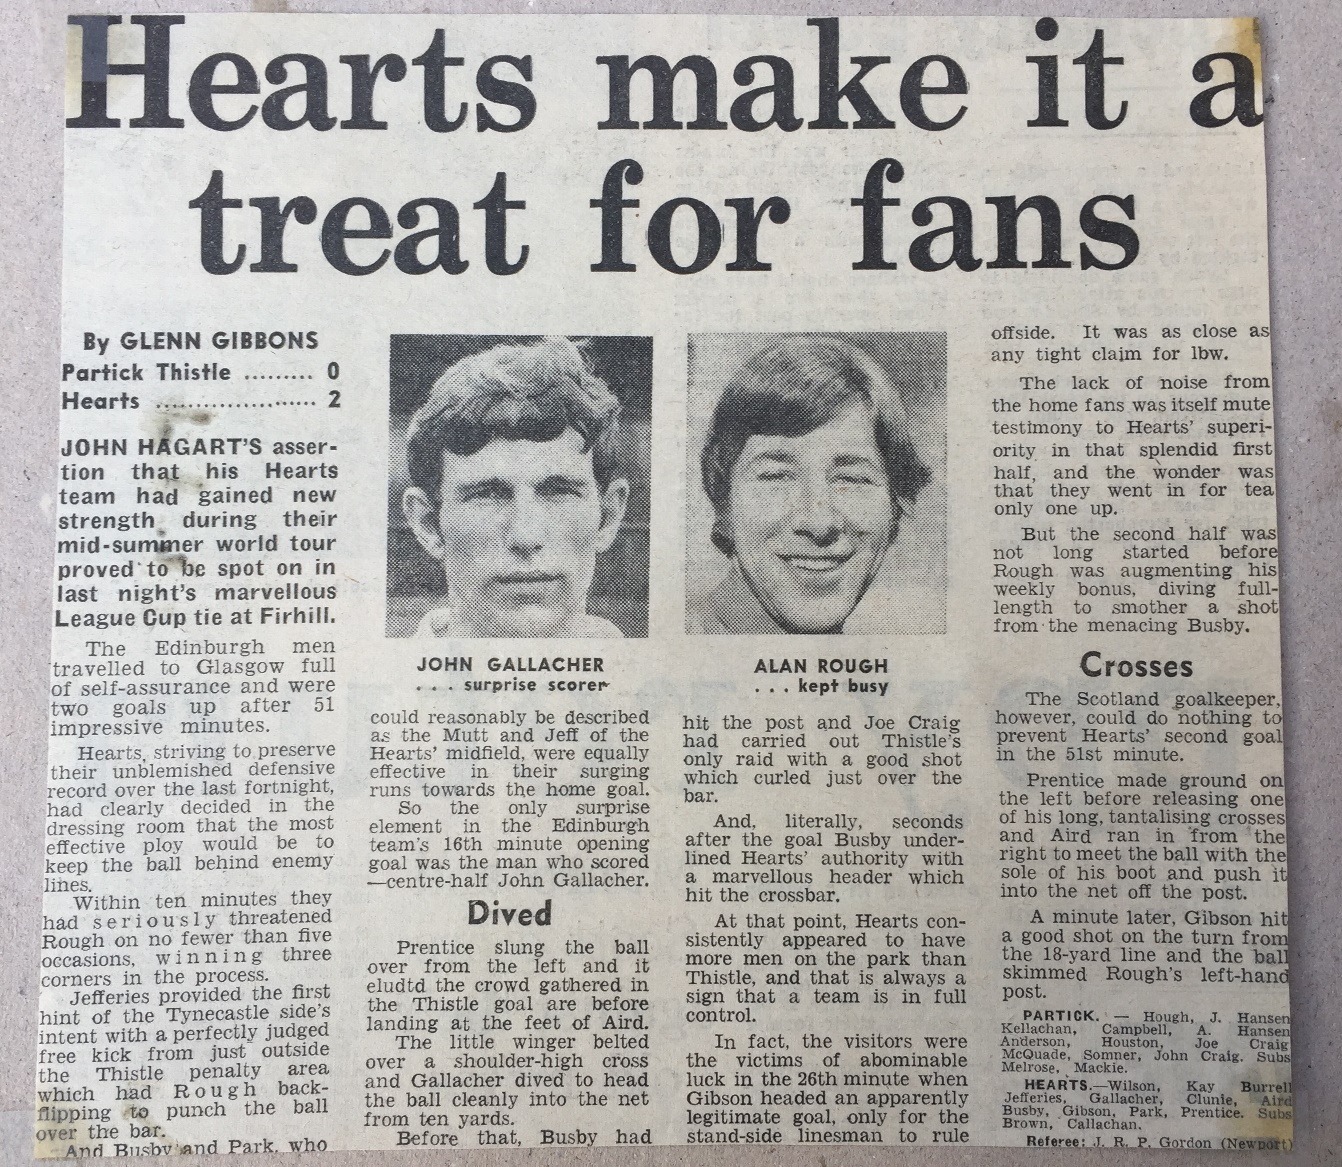 Hearts make it a
treat for fans
By GLENN GIBBONS
Partick Thistle ......... 0
Hearts ..................... 2
JOHN HAGART'S asser-
tion that his Hearts
team had gained new
strength during their
mid-summer world tour
proved to be spot on in
last night's marvellous
League Cup tie at Firhill.
The Edinburgh men
travelled to Glasgow full
of self-assurance and were
two goals up after 51
impressive minutes.
Hearts, striving to preserve
their unblemished defensive
record over the last fortnight,
had clearly decided in the
dressing room that the most
effective ploy would be to
keep the ball behind enemy
lines.
Within ten minutes they
had seriously threatened
Rough on no fewer than five
occasions, winning three
corners in the process.
Jefferies provided the first
hint of the Tynecastle side's
intent with a perfectly judged
free kick from just outside
the Thistle penalty area
which had Rough back-
flipping to punch the ball
over the bar.
And Busby and Park, who
JOHN GALLACHER
. . . surprise scorer
could reasonably be described
as the Mutt and Jeff of the
Hearts' midfield, were equally
effective in their surging
runs towards the home goal.
So the only surprise
element in the Edinburgh
team's 16th minute opening
goal was the man who scored
—centre-half John Gallacher.
Dived
Prentice slung the ball
over from the left and it
eludtd the crowd gathered in
the Thistle goal are before
landing at the feet of Aird.
The little winger belted
over a shoulder-high cross
and Gallacher dived to head
the ball cleanly into the net
from ten yards.
Before that, Busby had
ALAN ROUGH
. . . kept busy
hit the post and Joe Craig
had carried out Thistle's
only raid with a good shot
which curled just over the
bar.
And, literally, seconds
after the goal Busby under-
lined Hearts' authority with
a marvellous header which
hit the crossbar.
At that point, Hearts con-
sistently appeared to have
more men on the park than
Thistle, and that is always a
sign that a team is in full
control.
In fact, the visitors were
the victims of abominable
luck in the 26th minute when
Gibson headed an apparently
legitimate goal, only for the
stand-side linesman to rule
offside. It was as close as
any tight claim for lbw.
The lack of noise from
the home fans was itself mute
testimony to Hearts' superi-
ority in that splendid first
half, and the wonder was
that they went in for tea
only one up.
But the second half was
not long started before
Rough was augmenting his
weekly bonus, diving full-
length to smother a shot
from the menacing Busby.
Crosses
The Scotland goalkeeper,
however, could do nothing to
prevent Hearts' second goal
in the 51st minute.
Prentice made ground on
the left before releasing one
of his long, tantalising crosses
and Aird ran in from the
right to meet the ball with the
sole of his boot and push it
into the net off the post.
A minute later, Gibson hit
a good shot on the turn from
the 18-yard line and the ball
skimmed Rough's left-hand
post.
PARTICK. — Hough, J. Hansen
Kellachan, Campbell, A. Hansen
Anderson, Houston, Joe Craig
McQuade, Somner, John Craig. Subs
Melrose, Mackie.
HEARTS.—Wilson, Kay Burrell
Jefferies, Gallacher, Clunie, Aird
Busby, Gibson, Park, Prentice. Subs
Brown, Callachan.
Referee: J. R. P. Gordon (Newport)